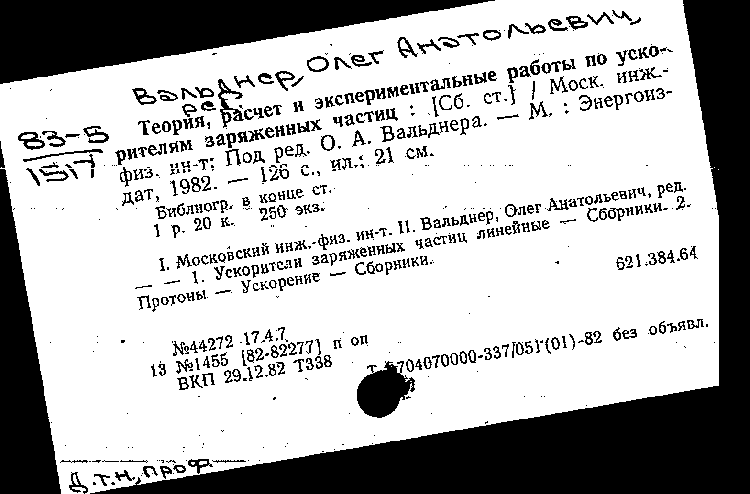 Вальднер, Олег Анатольевич,
ред.
83-5
1517
Теория, расчет и экспериментальные работы по уско-
рителям заряженных частиц : [Сб. ст.] / Моск. инж.-
физ. ин-т; Под ред. О. А. Вальднера. — М. : Энергоиз-
дат, 1982. — 126 с., ил.; 21 см.
Библиогр. в конце ст.
1 р. 20 к. 250 экз.
I. Московский инж.-физ. ин-т. II. Вальднер, Олег Анатольевич, ред.
— — 1. Ускорители заряженных частиц линейные — Сборники. 2.
Протоны — Ускорение — Сборники.
621.384.64
№44272 17.4.7
13 №1455 [82-82277] п оп
ВКП 29.12.82 Т338 704070000-337/051(01)-82 без объявл.
Д.т.н., проф.